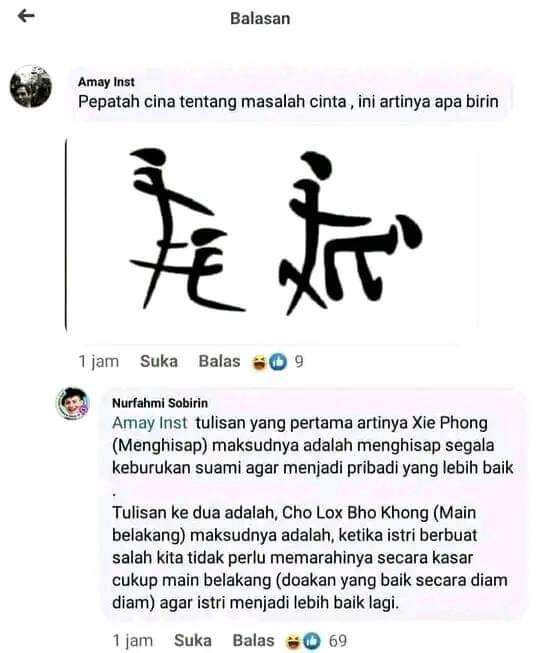 Balasan
Amay Inst
Pepatah cina tentang masalah cinta , ini artinya apa birin
1 jam Suka Balas 9
Nurfahmi Sobirin
Amay Inst tulisan yang pertama artinya Xie Phong
(Menghisap) maksudnya adalah menghisap segala
keburukan suami agar menjadi pribadi yang lebih baik
.
Tulisan ke dua adalah, Cho Lox Bho Khong (Main
belakang) maksudnya adalah, ketika istri berbuat
salah kita tidak perlu memarahinya secara kasar
cukup main belakang (doakan yang baik secara diam
diam) agar istri menjadi lebih baik lagi.
1 jam Suka Balas 69